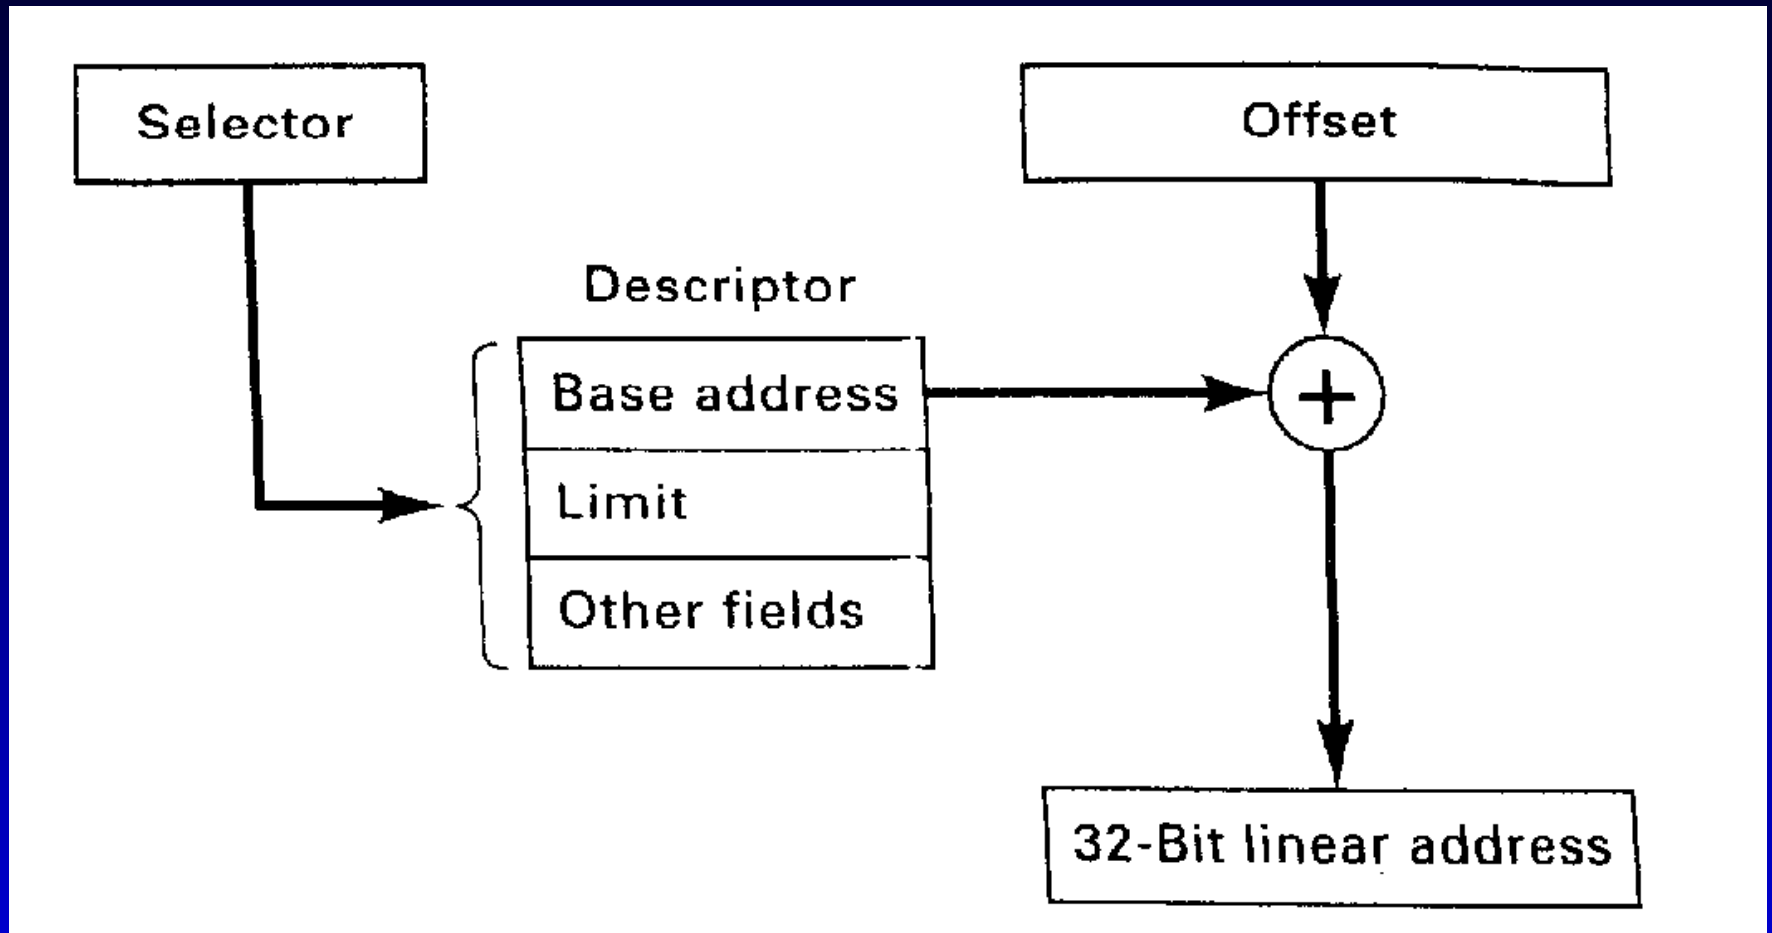 Selector
Offset
Descriptor
Base address
+
Limit
Other fields
32-Bit linear address